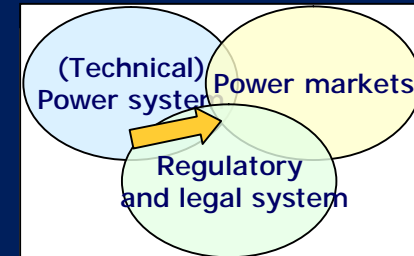 (Technical)
Power system
Power markets
Regulatory
and legal system